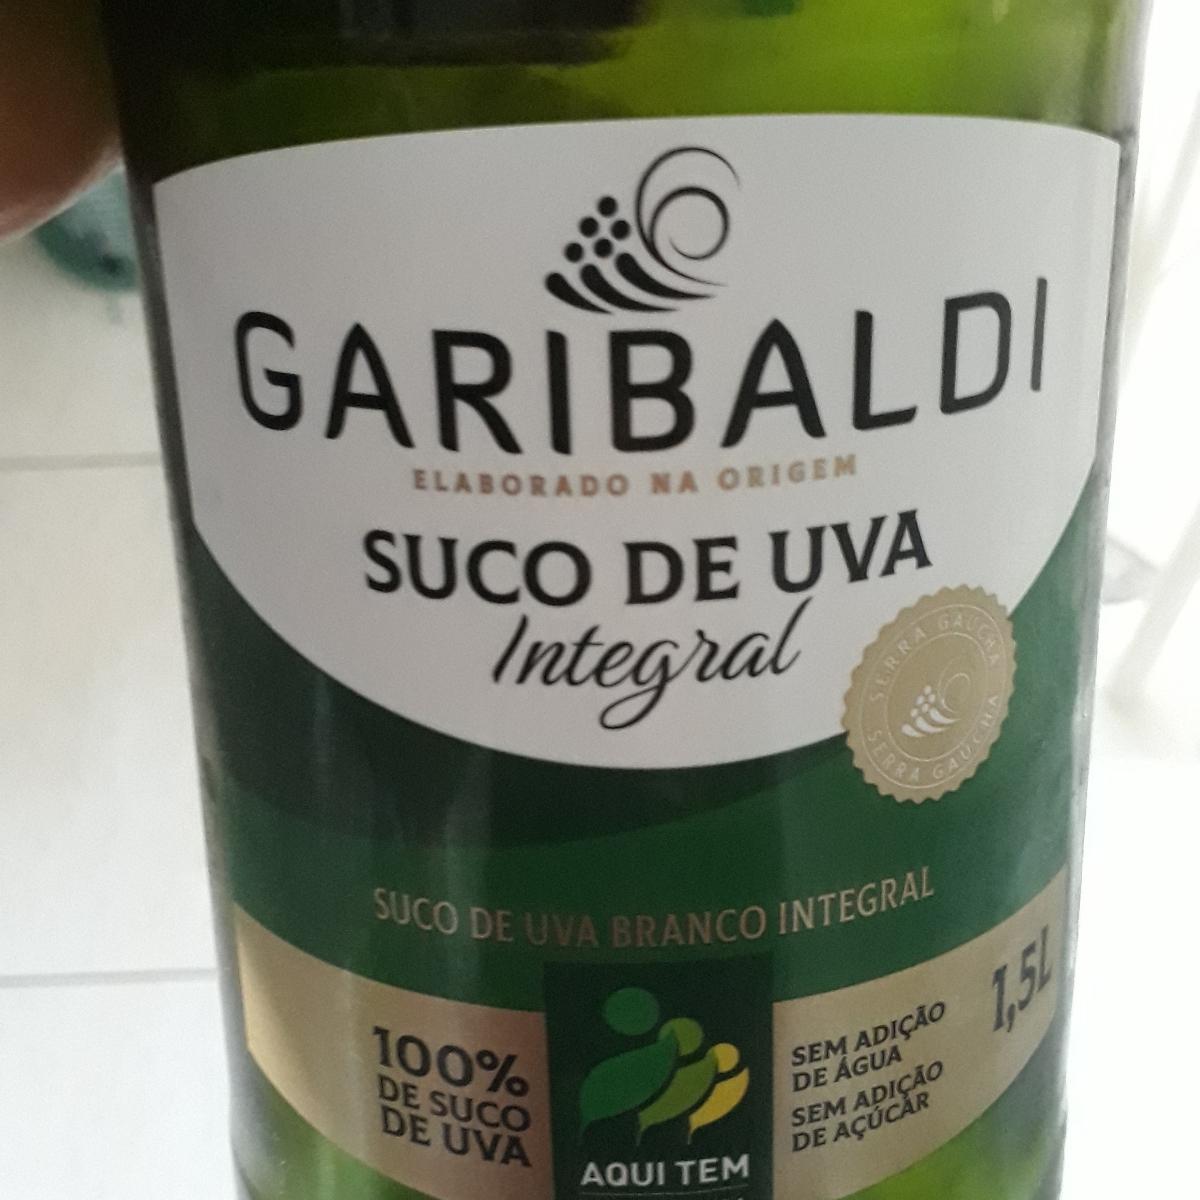 GARIBALDI
ELABORADO NA ORIGEM
SUCO DE UVA
Integral
SERRA GAÚCHA
SERRA GAÚCHA
SUCO DE UVA BRANCO INTEGRAL
100%
DE SUCO
DE UVA
AQUI TEM
SEM ADIÇÃO
DE ÁGUA
SEM ADIÇÃO
DE AÇÚCAR
1,5L